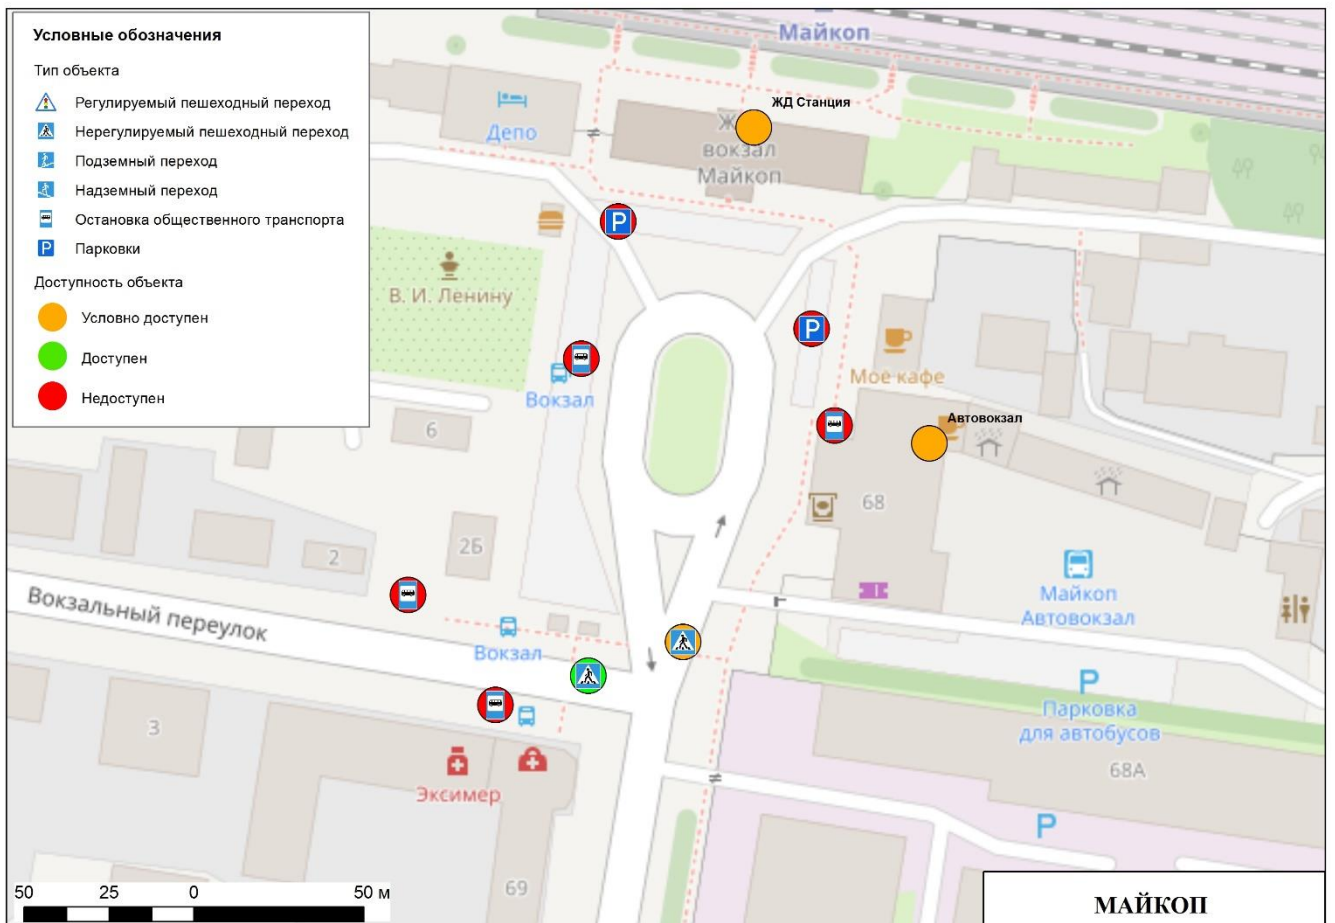 Условные обозначения
Тип объекта
Регулируемый пешеходный переход
Нерегулируемый пешеходный переход
Подземный переход
Надземный переход
Остановка общественного транспорта
P Парковки
Доступность объекта
Условно доступен
Доступен
Недоступен
Майкоп
ЖД Станция
Депо
вокзал
Майкоп
P
В. И. Ленину
P
Мое кафе
Вокзал
Автовокзал
6
68
2Б
2
Вокзальный переулок
Майкоп
Автовокзал
Вокзал
P
Парковка
для автобусов
3
68А
Эксимер
P
69
50 25 0 50 м
МАЙКОП